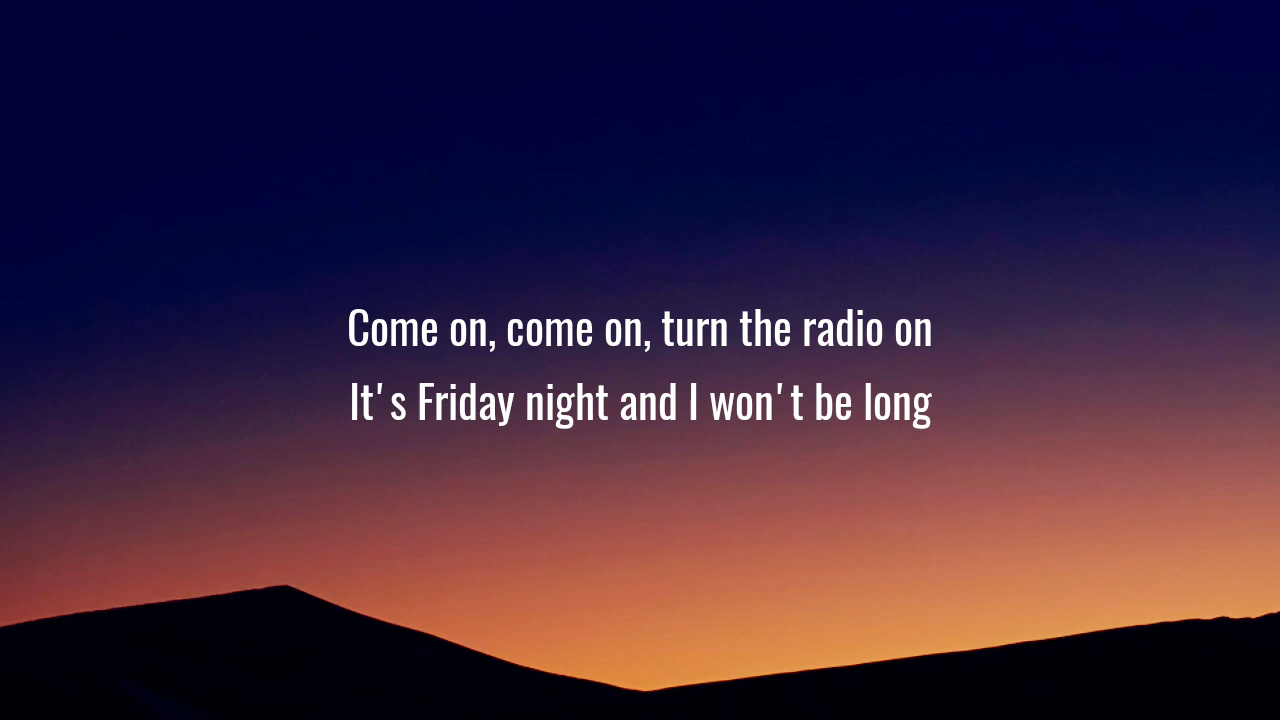 Come on, come on, turn the radio on
It's Friday night and I won't be long